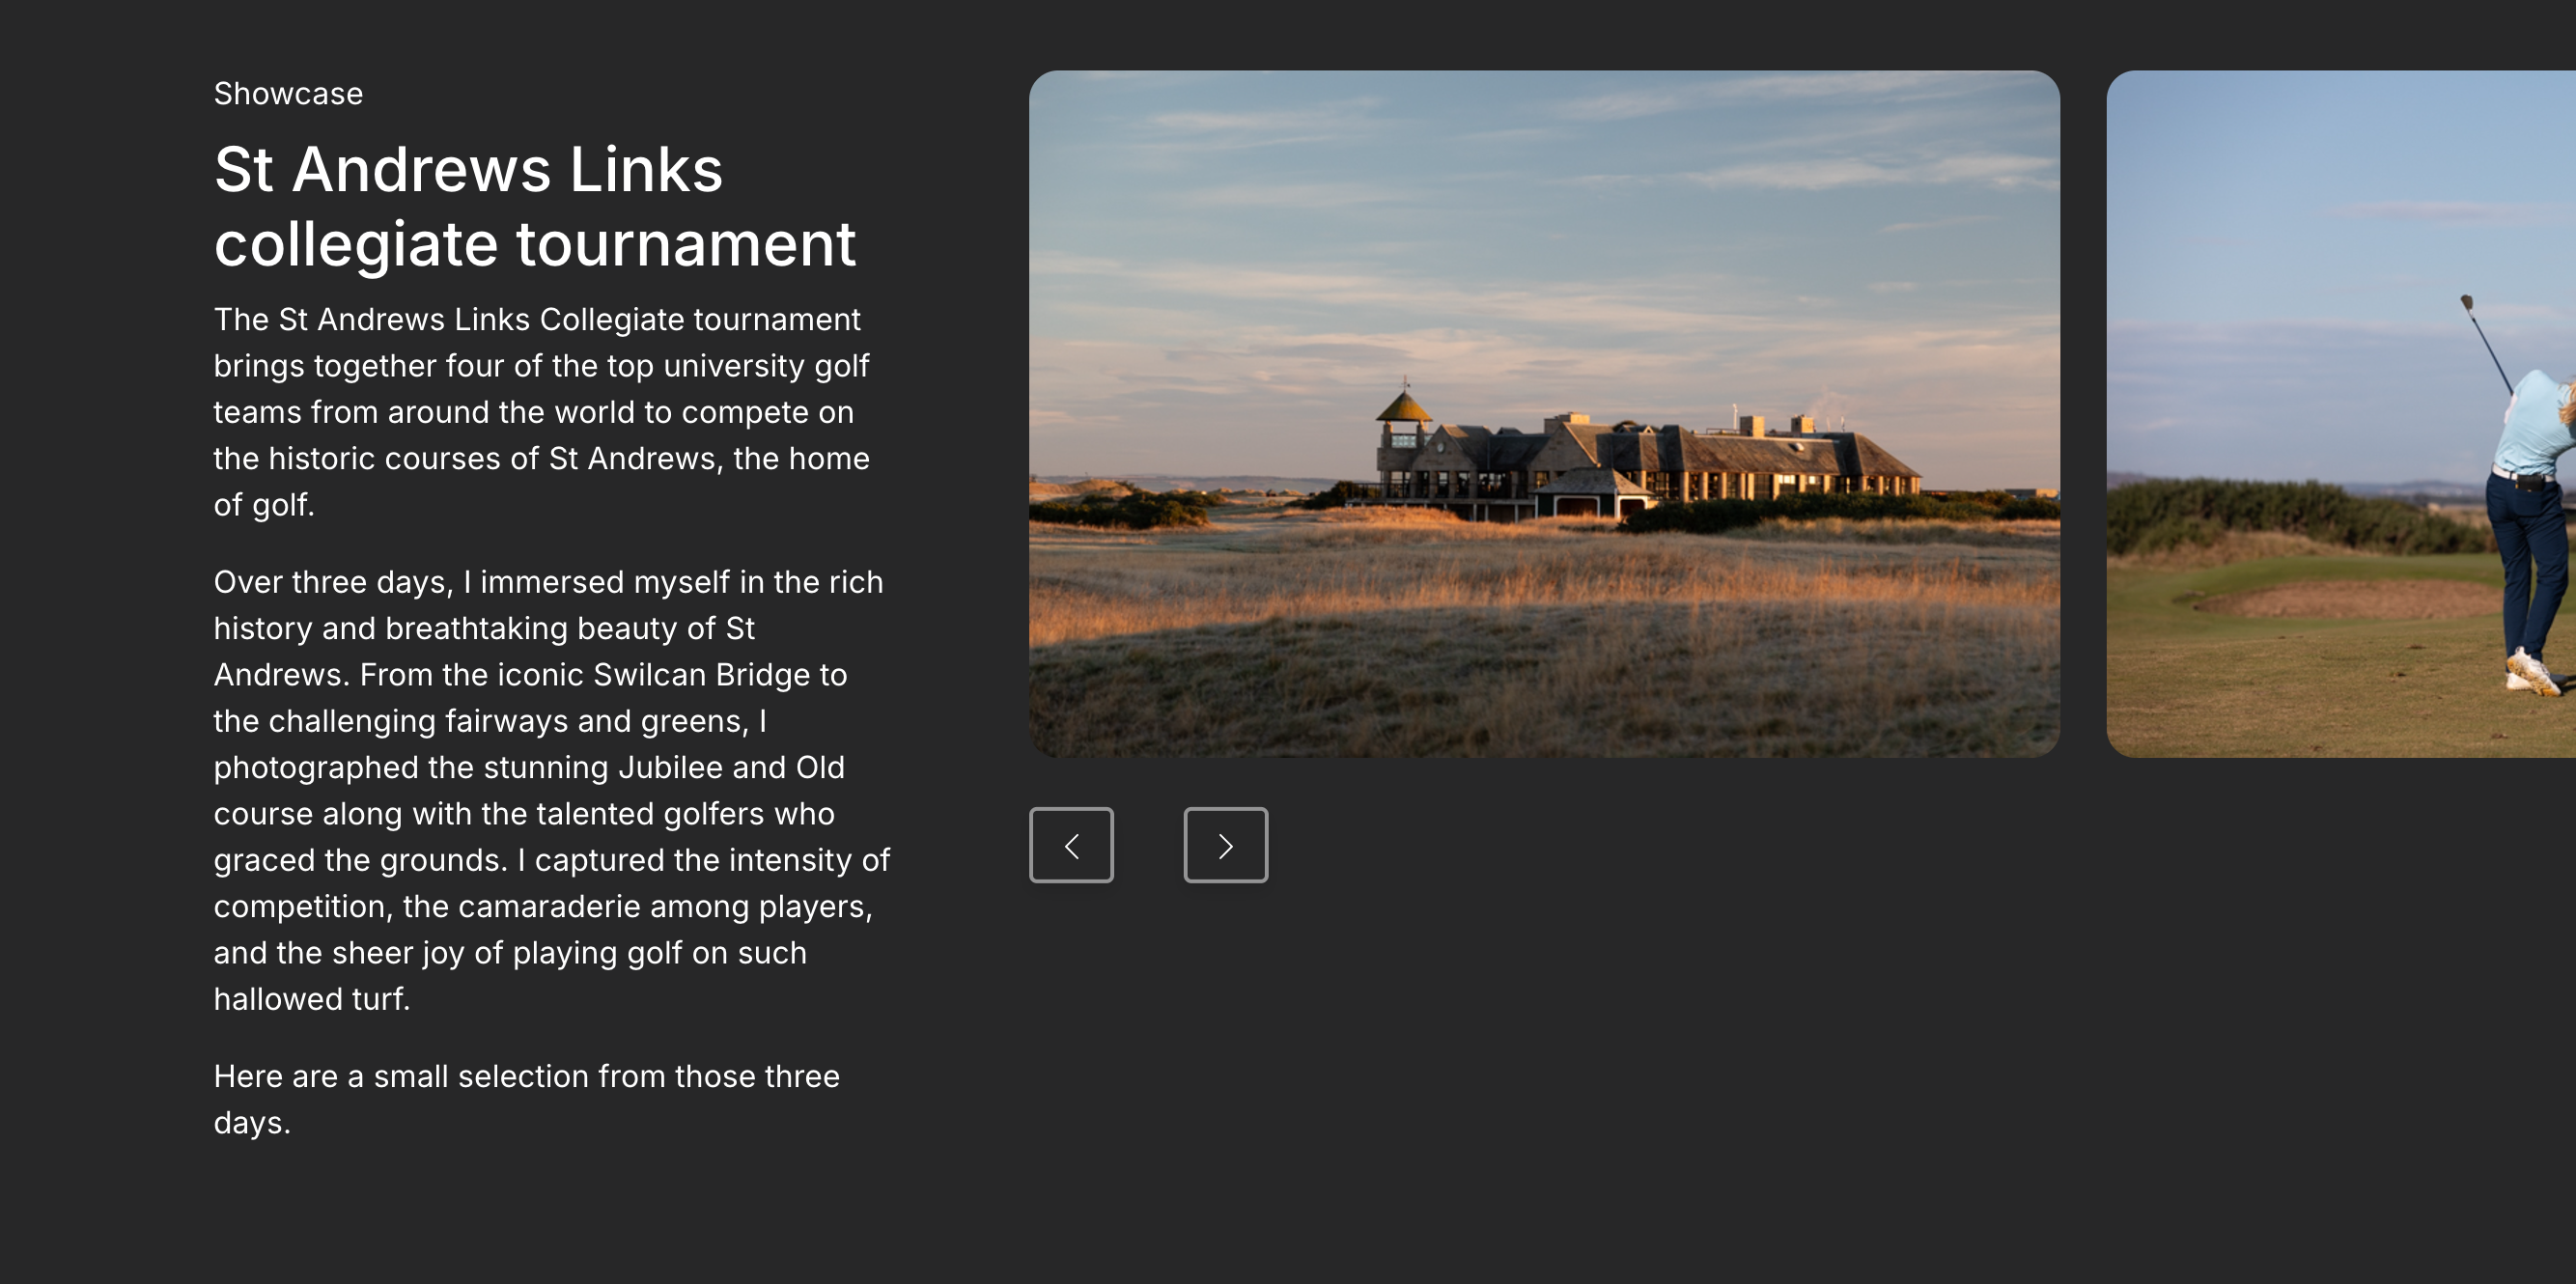 Showcase
St Andrews Links
collegiate tournament
The St Andrews Links Collegiate tournament
brings together four of the top university golf
teams from around the world to compete on
the historic courses of St Andrews, the home
of golf.
Over three days, I immersed myself in the rich
history and breathtaking beauty of St
Andrews. From the iconic Swilcan Bridge to
the challenging fairways and greens, I
photographed the stunning Jubilee and Old
course along with the talented golfers who
graced the grounds. I captured the intensity of
competition, the camaraderie among players,
and the sheer joy of playing golf on such
hallowed turf.
Here are a small selection from those three
days.